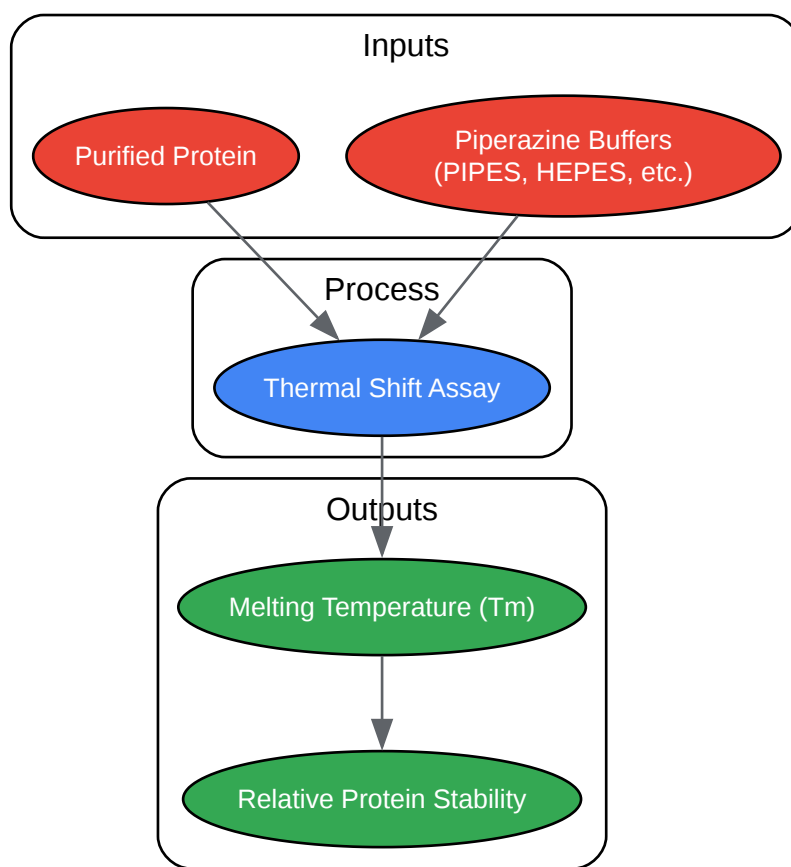 Inputs
Purified Protein
Piperazine Buffers
(PIPES, HEPES, etc.)
Process
Thermal Shift Assay
Outputs
Melting Temperature (Tm)
Relative Protein Stability